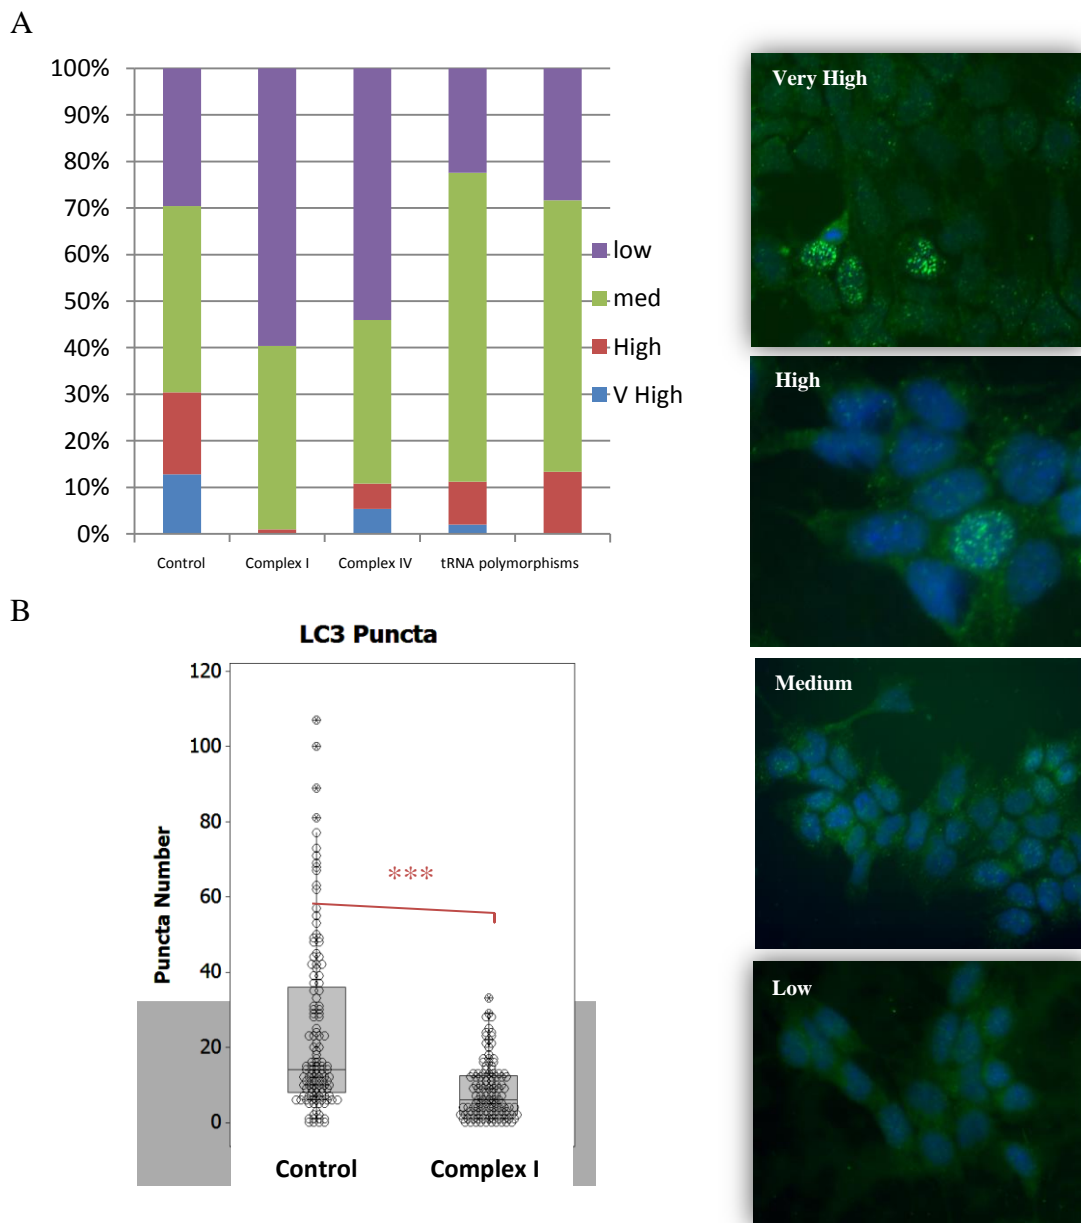 A
100%
90%
80%
70%
60%
50%
40%
30%
20%
10%
0%
Control
Complex I
Complex IV
tRNA polymorphisms
low
med
High
V High
Very High
High
Medium
Low
B
LC3 Puncta
Puncta Number
120
100
80
60
40
20
0
***
Control
Complex I